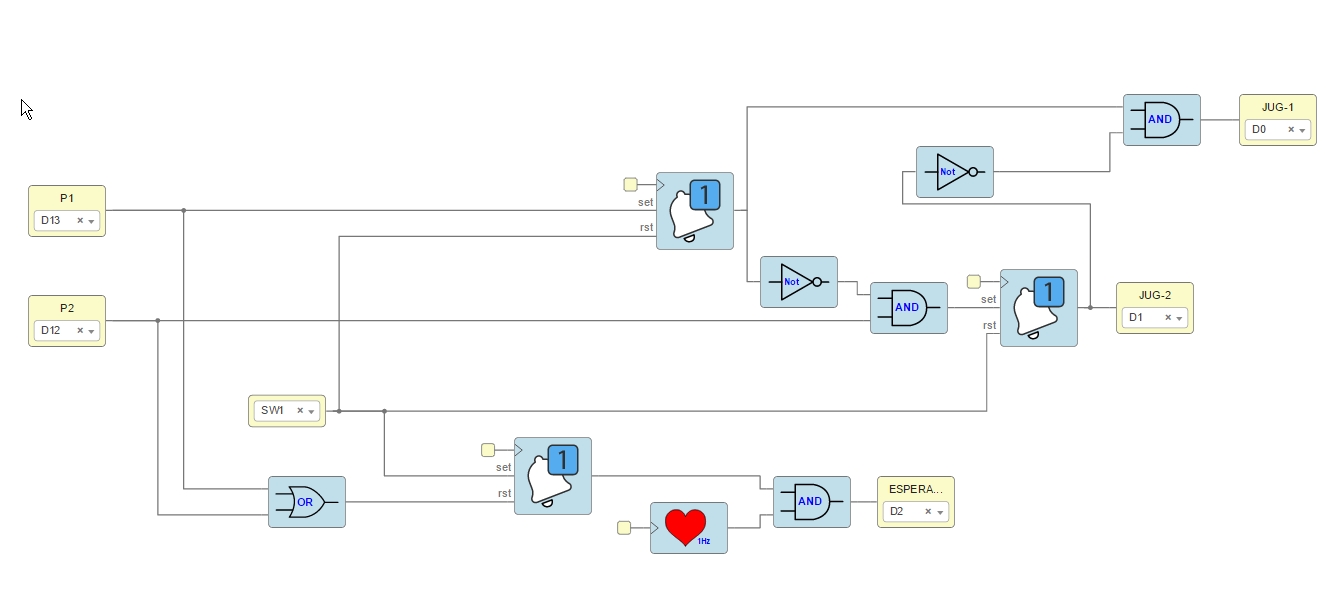 JUG-1
AND
D0
Not
P1
D13
1
set
rst
Not
P2
D12
AND
1
set
rst
JUG-2
D1
SW1
1
set
rst
OR
AND
ESPERA...
D2
1Hz